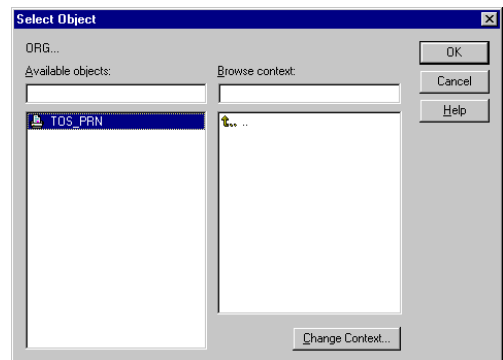 Select Object
ORG...
Available objects:
Browse context:
OK
Cancel
Help
TOS_PRN
..
Change Context...